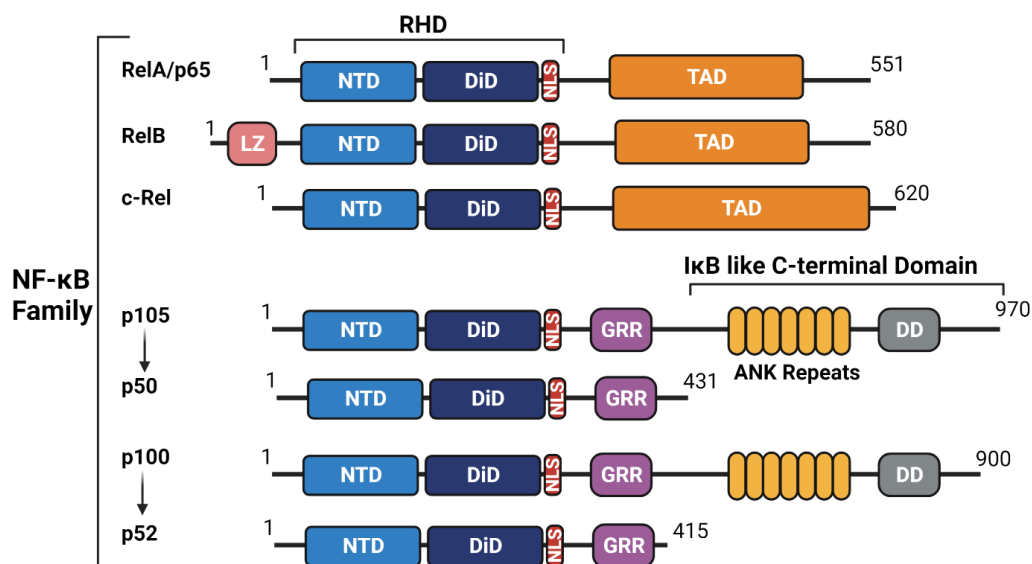 RHD
RelA/p65 1 NTD DiD NLS TAD 551
RelB 1 LZ NTD DiD NLS TAD 580
c-Rel 1 NTD DiD NLS TAD 620
NF-κB
Family
IκB like C-terminal Domain
p105 1 NTD DiD NLS GRR DD 970
ANK Repeats
p50 1 NTD DiD NLS GRR 431
p100 1 NTD DiD NLS GRR DD 900
p52 1 NTD DiD NLS GRR 415